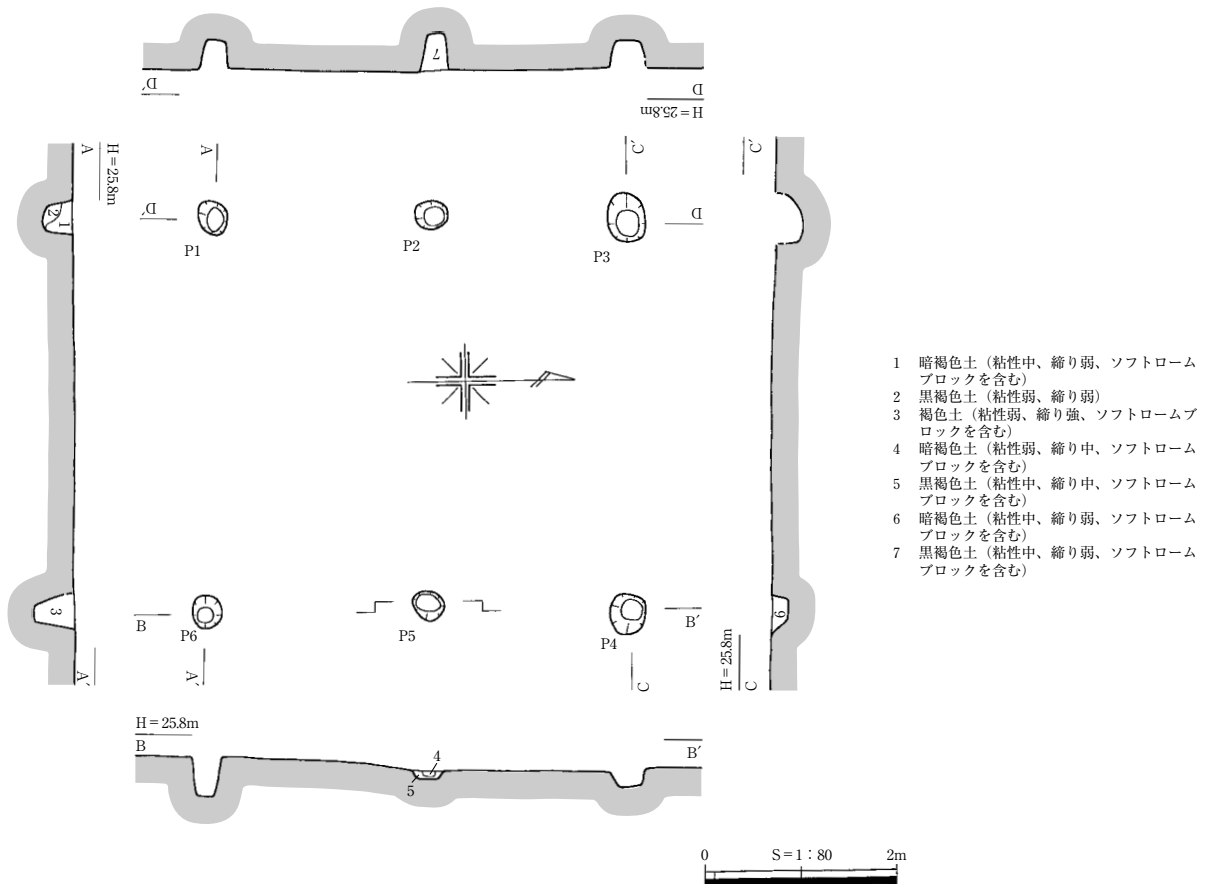 7
D′
D
H＝25.8m
A
H＝25.8m
A
C′
C′
2
1
D′
D
P1
P2
P3
1 暗褐色土（粘性中、締り弱、ソフトローム
ブロックを含む）
2 黒褐色土（粘性弱、締り弱）
3 褐色土（粘性弱、締り強、ソフトロームブ
ロックを含む）
4 暗褐色土（粘性弱、締り中、ソフトローム
ブロックを含む）
5 黒褐色土（粘性中、締り中、ソフトローム
ブロックを含む）
6 暗褐色土（粘性中、締り弱、ソフトローム
ブロックを含む）
7 黒褐色土（粘性中、締り弱、ソフトローム
ブロックを含む）
3
6
B
P6
P5
P4
B′
A′
A′
C
H＝25.8m
C
H＝25.8m
B
B′
4
5
0 S＝1：80 2m